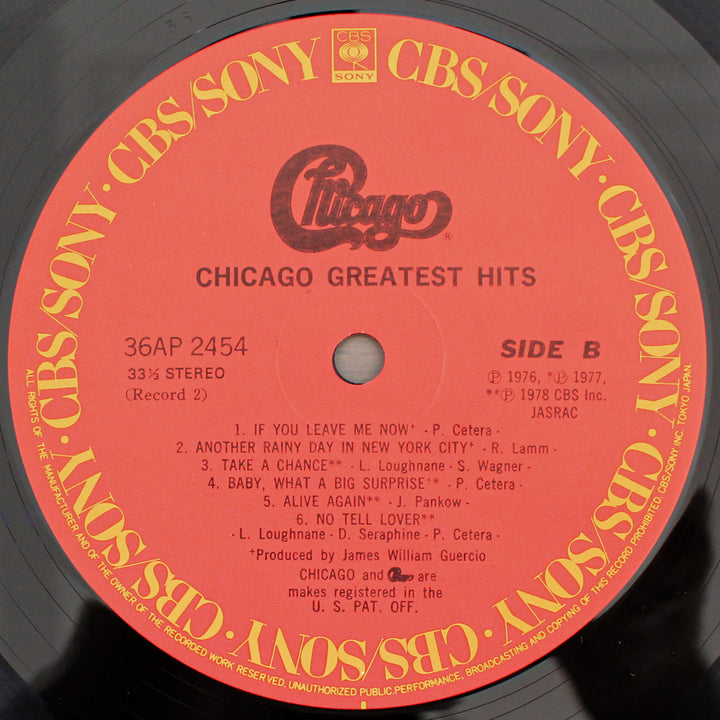 CBS
SONY
CBS/SONY · CBS/SONY · CBS/SONY · CBS/SONY · CBS/SONY · CBS/SONY · CBS/SONY · CBS/SONY
Chicago®
CHICAGO GREATEST HITS
36AP 2454
33⅓ STEREO
(Record 2)
SIDE B
Ⓟ 1976, *Ⓟ 1977,
**Ⓟ 1978 CBS Inc.
JASRAC
1. IF YOU LEAVE ME NOW⁺ - P. Cetera -
2. ANOTHER RAINY DAY IN NEW YORK CITY⁺ - R. Lamm -
3. TAKE A CHANCE** - L. Loughnane - S. Wagner -
4. BABY, WHAT A BIG SURPRISE⁺* - P. Cetera -
5. ALIVE AGAIN** - J. Pankow -
6. NO TELL LOVER**
- L. Loughnane - D. Seraphine - P. Cetera -
⁺Produced by James William Guercio
CHICAGO and Chicago are
makes registered in the
U. S. PAT. OFF.
ALL RIGHTS OF THE MANUFACTURER AND OF THE OWNER OF THE RECORDED WORK RESERVED. UNAUTHORIZED PUBLIC PERFORMANCE, BROADCASTING AND COPYING OF THIS RECORD PROHIBITED. CBS/SONY INC. TOKYO JAPAN.